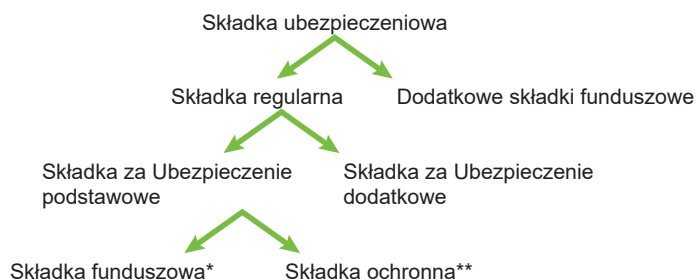 Składka ubezpieczeniowa
Składka regularna
Dodatkowe składki funduszowe
Składka za Ubezpieczenie
podstawowe
Składka za Ubezpieczenie
dodatkowe
Składka funduszowa*
Składka ochronna**